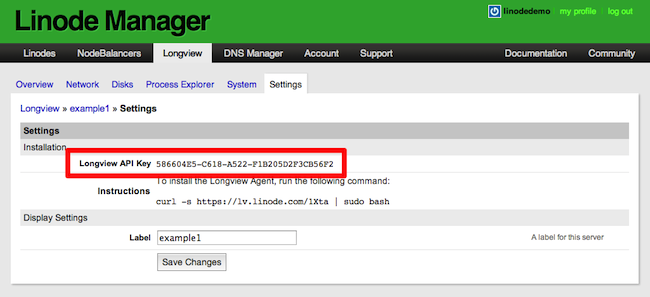 Linode Manager
linodedemo my profile log out
Linodes NodeBalancers Longview DNS Manager Account Support Documentation Community
Overview Network Disks Process Explorer System Settings
Longview » example1 » Settings
Settings
Installation
Longview API Key 586604E5-C618-A522-F1B205D2F3CB56F2
Instructions To install the Longview Agent, run the following command:
curl -s https://lv.linode.com/1Xta | sudo bash
Display Settings
Label example1 A label for this server
Save Changes